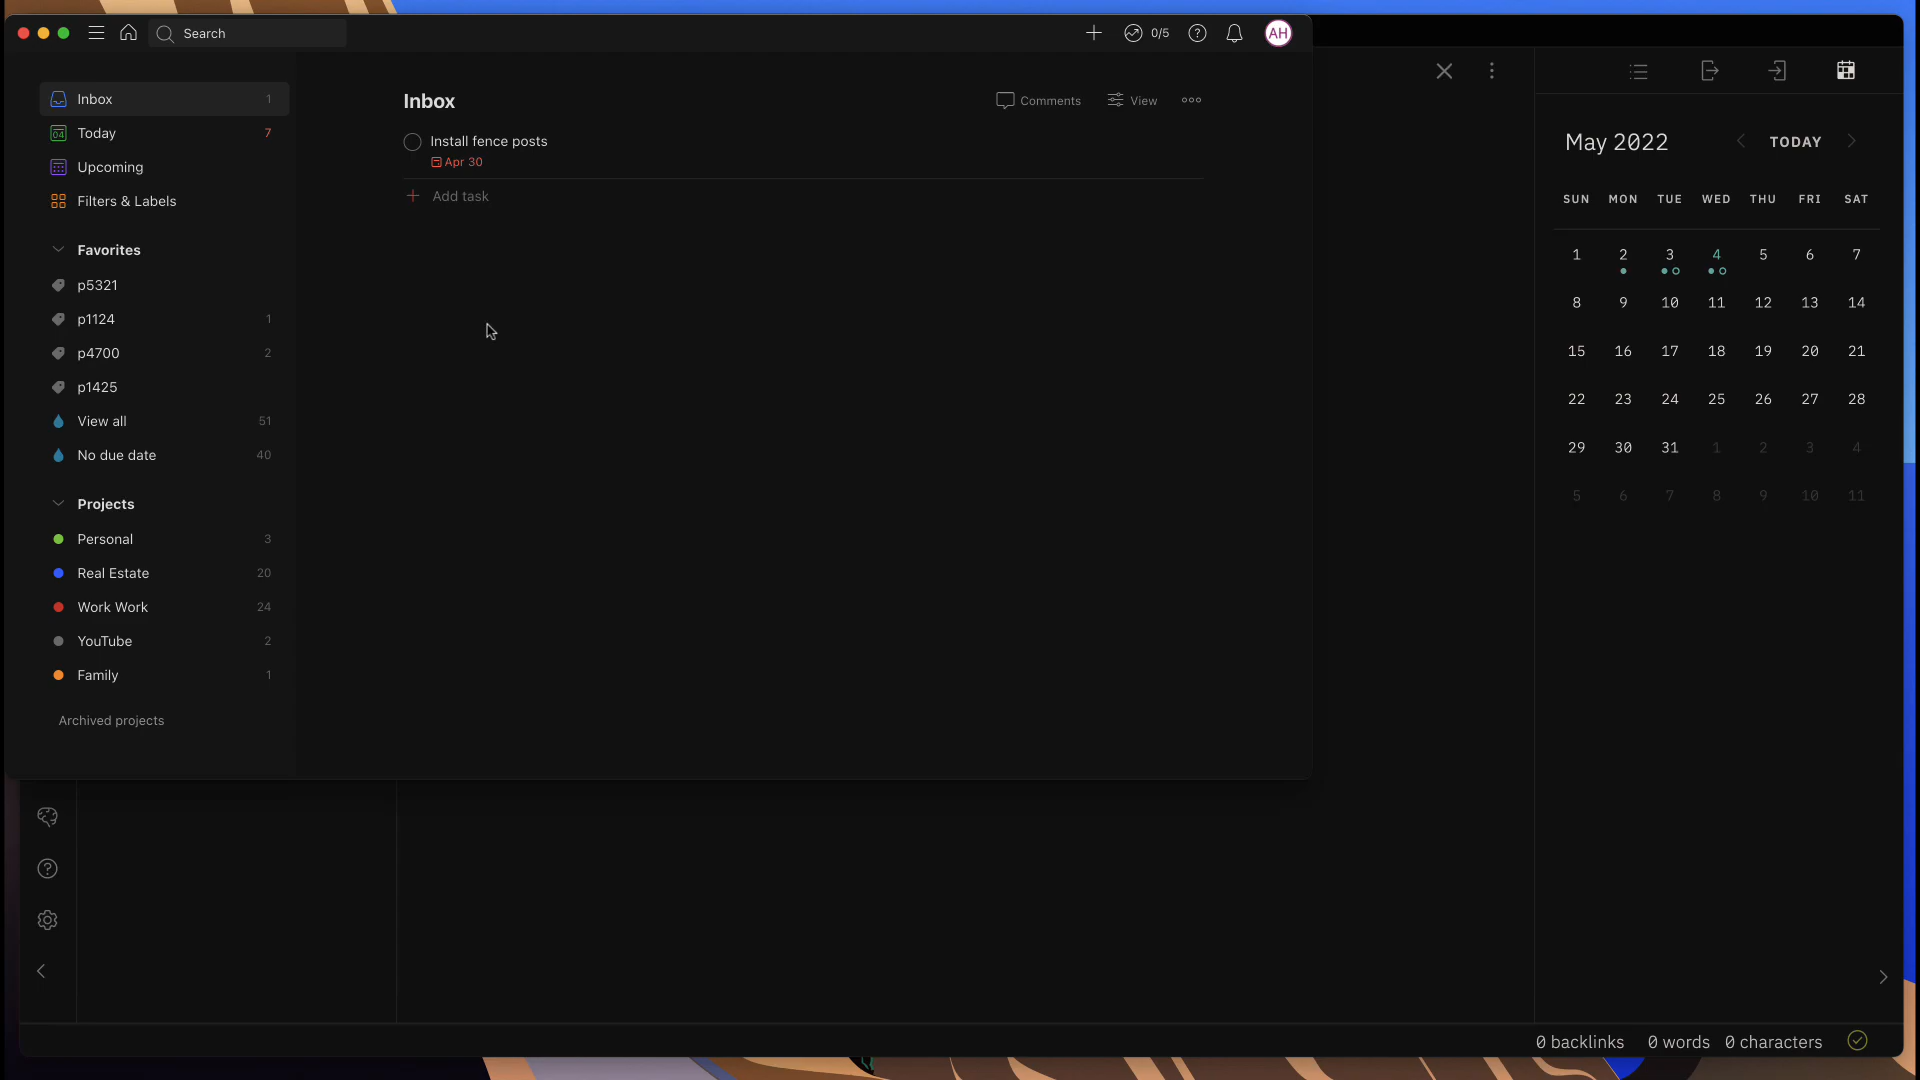 Search
0/5
AH
Inbox 1
04 Today 7
Upcoming
Filters & Labels
Favorites
p5321
p1124 1
p4700 2
p1425
View all 51
No due date 40
Projects
Personal 3
Real Estate 20
Work Work 24
YouTube 2
Family 1
Archived projects
Inbox
Comments View
Install fence posts
Apr 30
Add task
May 2022 TODAY
SUN MON TUE WED THU FRI SAT
1 2 3 4 5 6 7
8 9 10 11 12 13 14
15 16 17 18 19 20 21
22 23 24 25 26 27 28
29 30 31 1 2 3 4
5 6 7 8 9 10 11
0 backlinks 0 words 0 characters